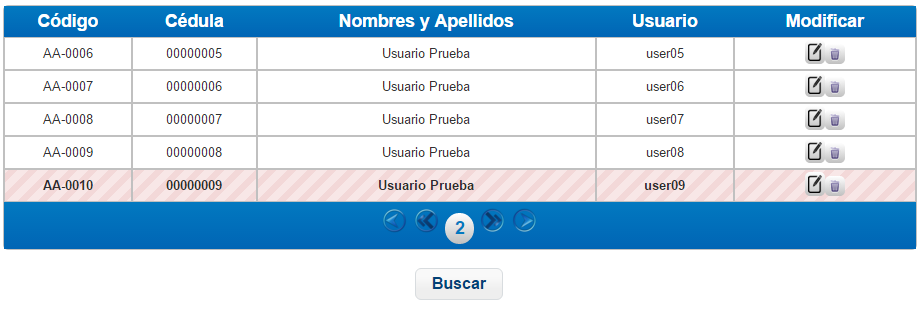 Código Cédula Nombres y Apellidos Usuario Modificar
AA-0006 00000005 Usuario Prueba user05
AA-0007 00000006 Usuario Prueba user06
AA-0008 00000007 Usuario Prueba user07
AA-0009 00000008 Usuario Prueba user08
AA-0010 00000009 Usuario Prueba user09
2
Buscar